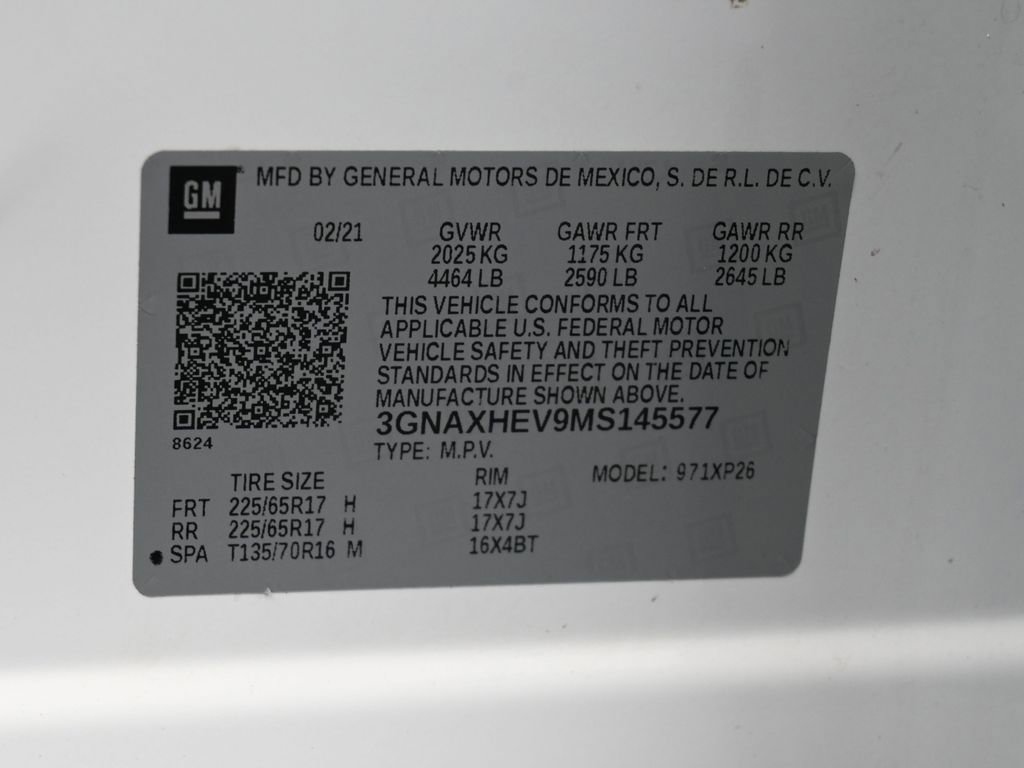 GM MFD BY GENERAL MOTORS DE MEXICO, S. DE R.L. DE C.V.
02/21 GVWR GAWR FRT GAWR RR
2025 KG 1175 KG 1200 KG
4464 LB 2590 LB 2645 LB
THIS VEHICLE CONFORMS TO ALL
APPLICABLE U.S. FEDERAL MOTOR
VEHICLE SAFETY AND THEFT PREVENTION
STANDARDS IN EFFECT ON THE DATE OF
MANUFACTURE SHOWN ABOVE.
3GNAXHEV9MS145577
8624
TYPE: M.P.V.
TIRE SIZE RIM MODEL: 971XP26
FRT 225/65R17 H 17X7J
RR 225/65R17 H 17X7J
SPA T135/70R16 M 16X4BT